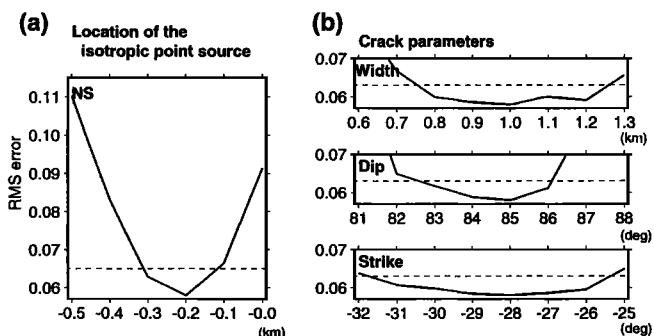 (a)
Location of the
isotropic point source
NS
RMS error
0.11
0.10
0.09
0.08
0.07
0.06
-0.5 -0.4 -0.3 -0.2 -0.1 -0.0
(km)
(b)
Crack parameters
Width
0.07
0.06
0.6 0.7 0.8 0.9 1.0 1.1 1.2 1.3
(km)
Dip
0.07
0.06
81 82 83 84 85 86 87 88
(deg)
Strike
0.07
0.06
-32 -31 -30 -29 -28 -27 -26 -25
(deg)